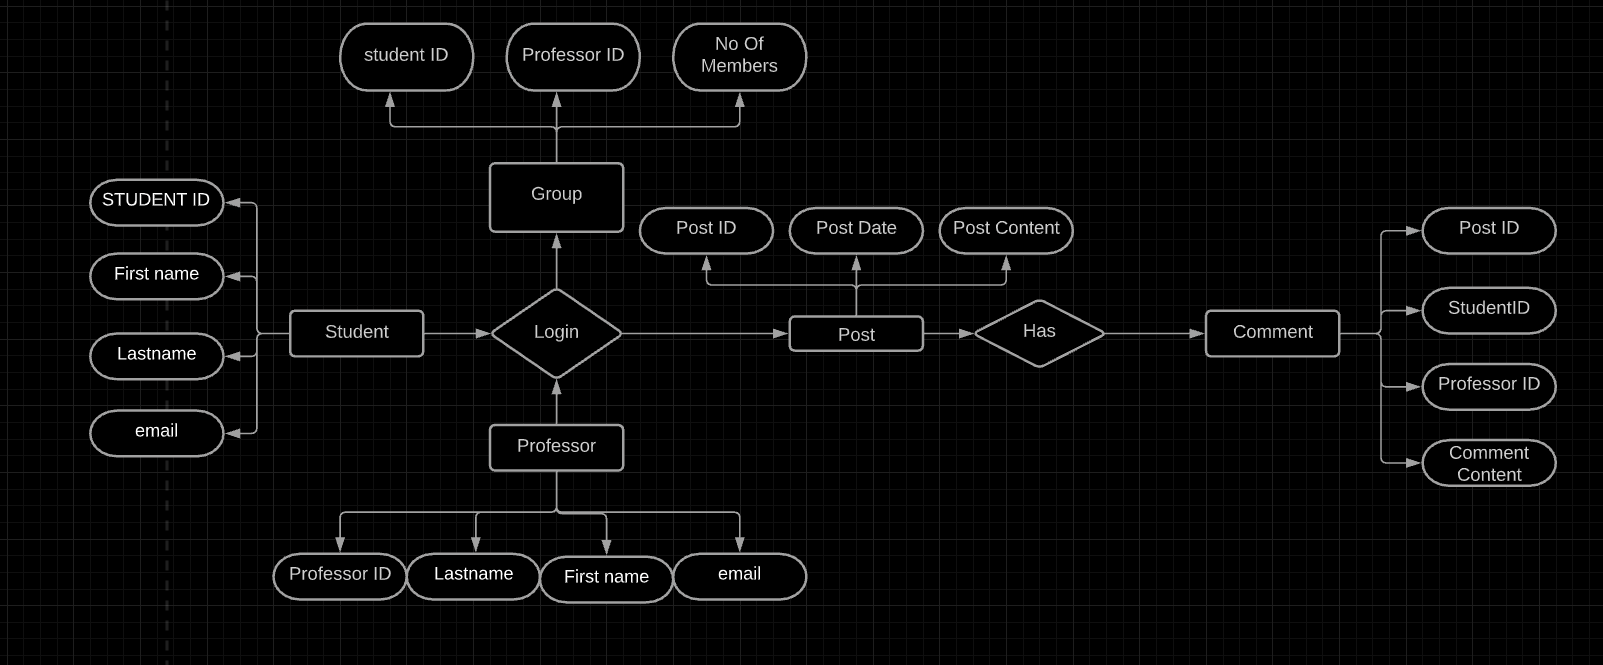 student ID
Professor ID
No Of
Members
Group
STUDENT ID
First name
Lastname
email
Student
Login
Professor
Professor ID
Lastname
First name
email
Post ID
Post Date
Post Content
Post
Has
Comment
Post ID
StudentID
Professor ID
Comment
Content